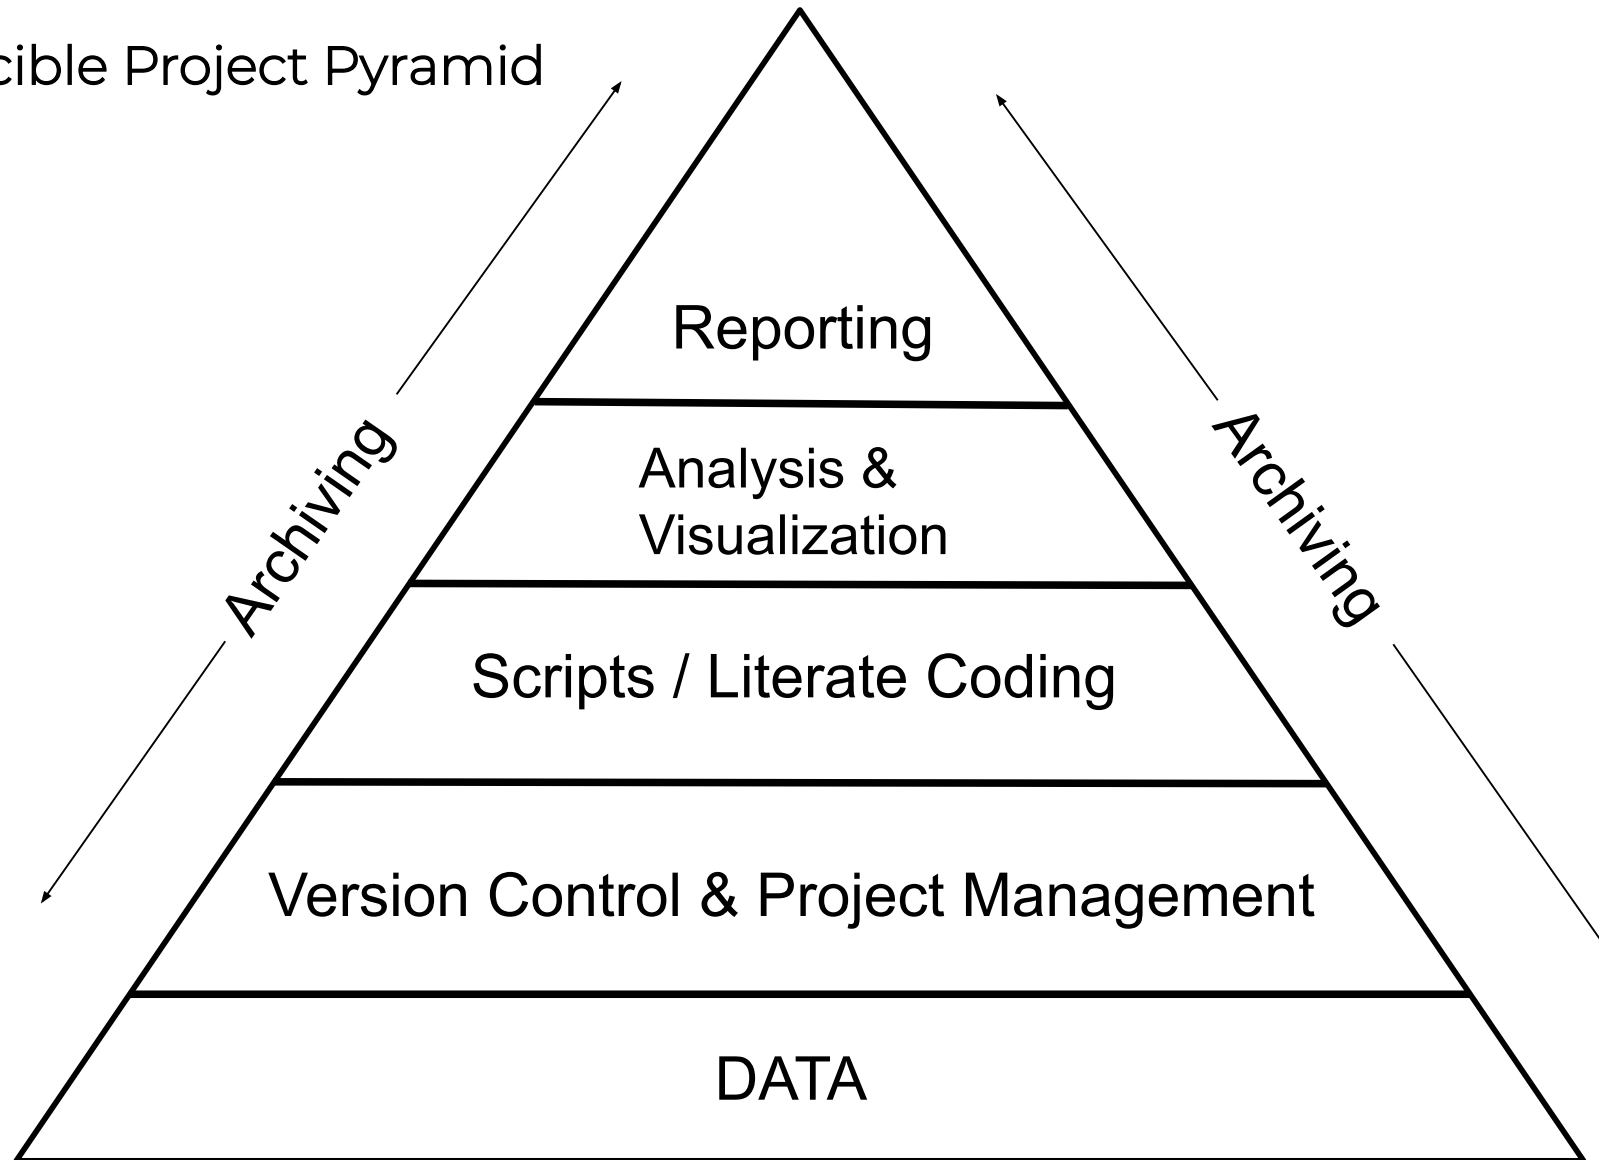 cible Project Pyramid
Reporting
Analysis &
Visualization
Archiving
Archiving
Scripts / Literate Coding
Version Control & Project Management
DATA